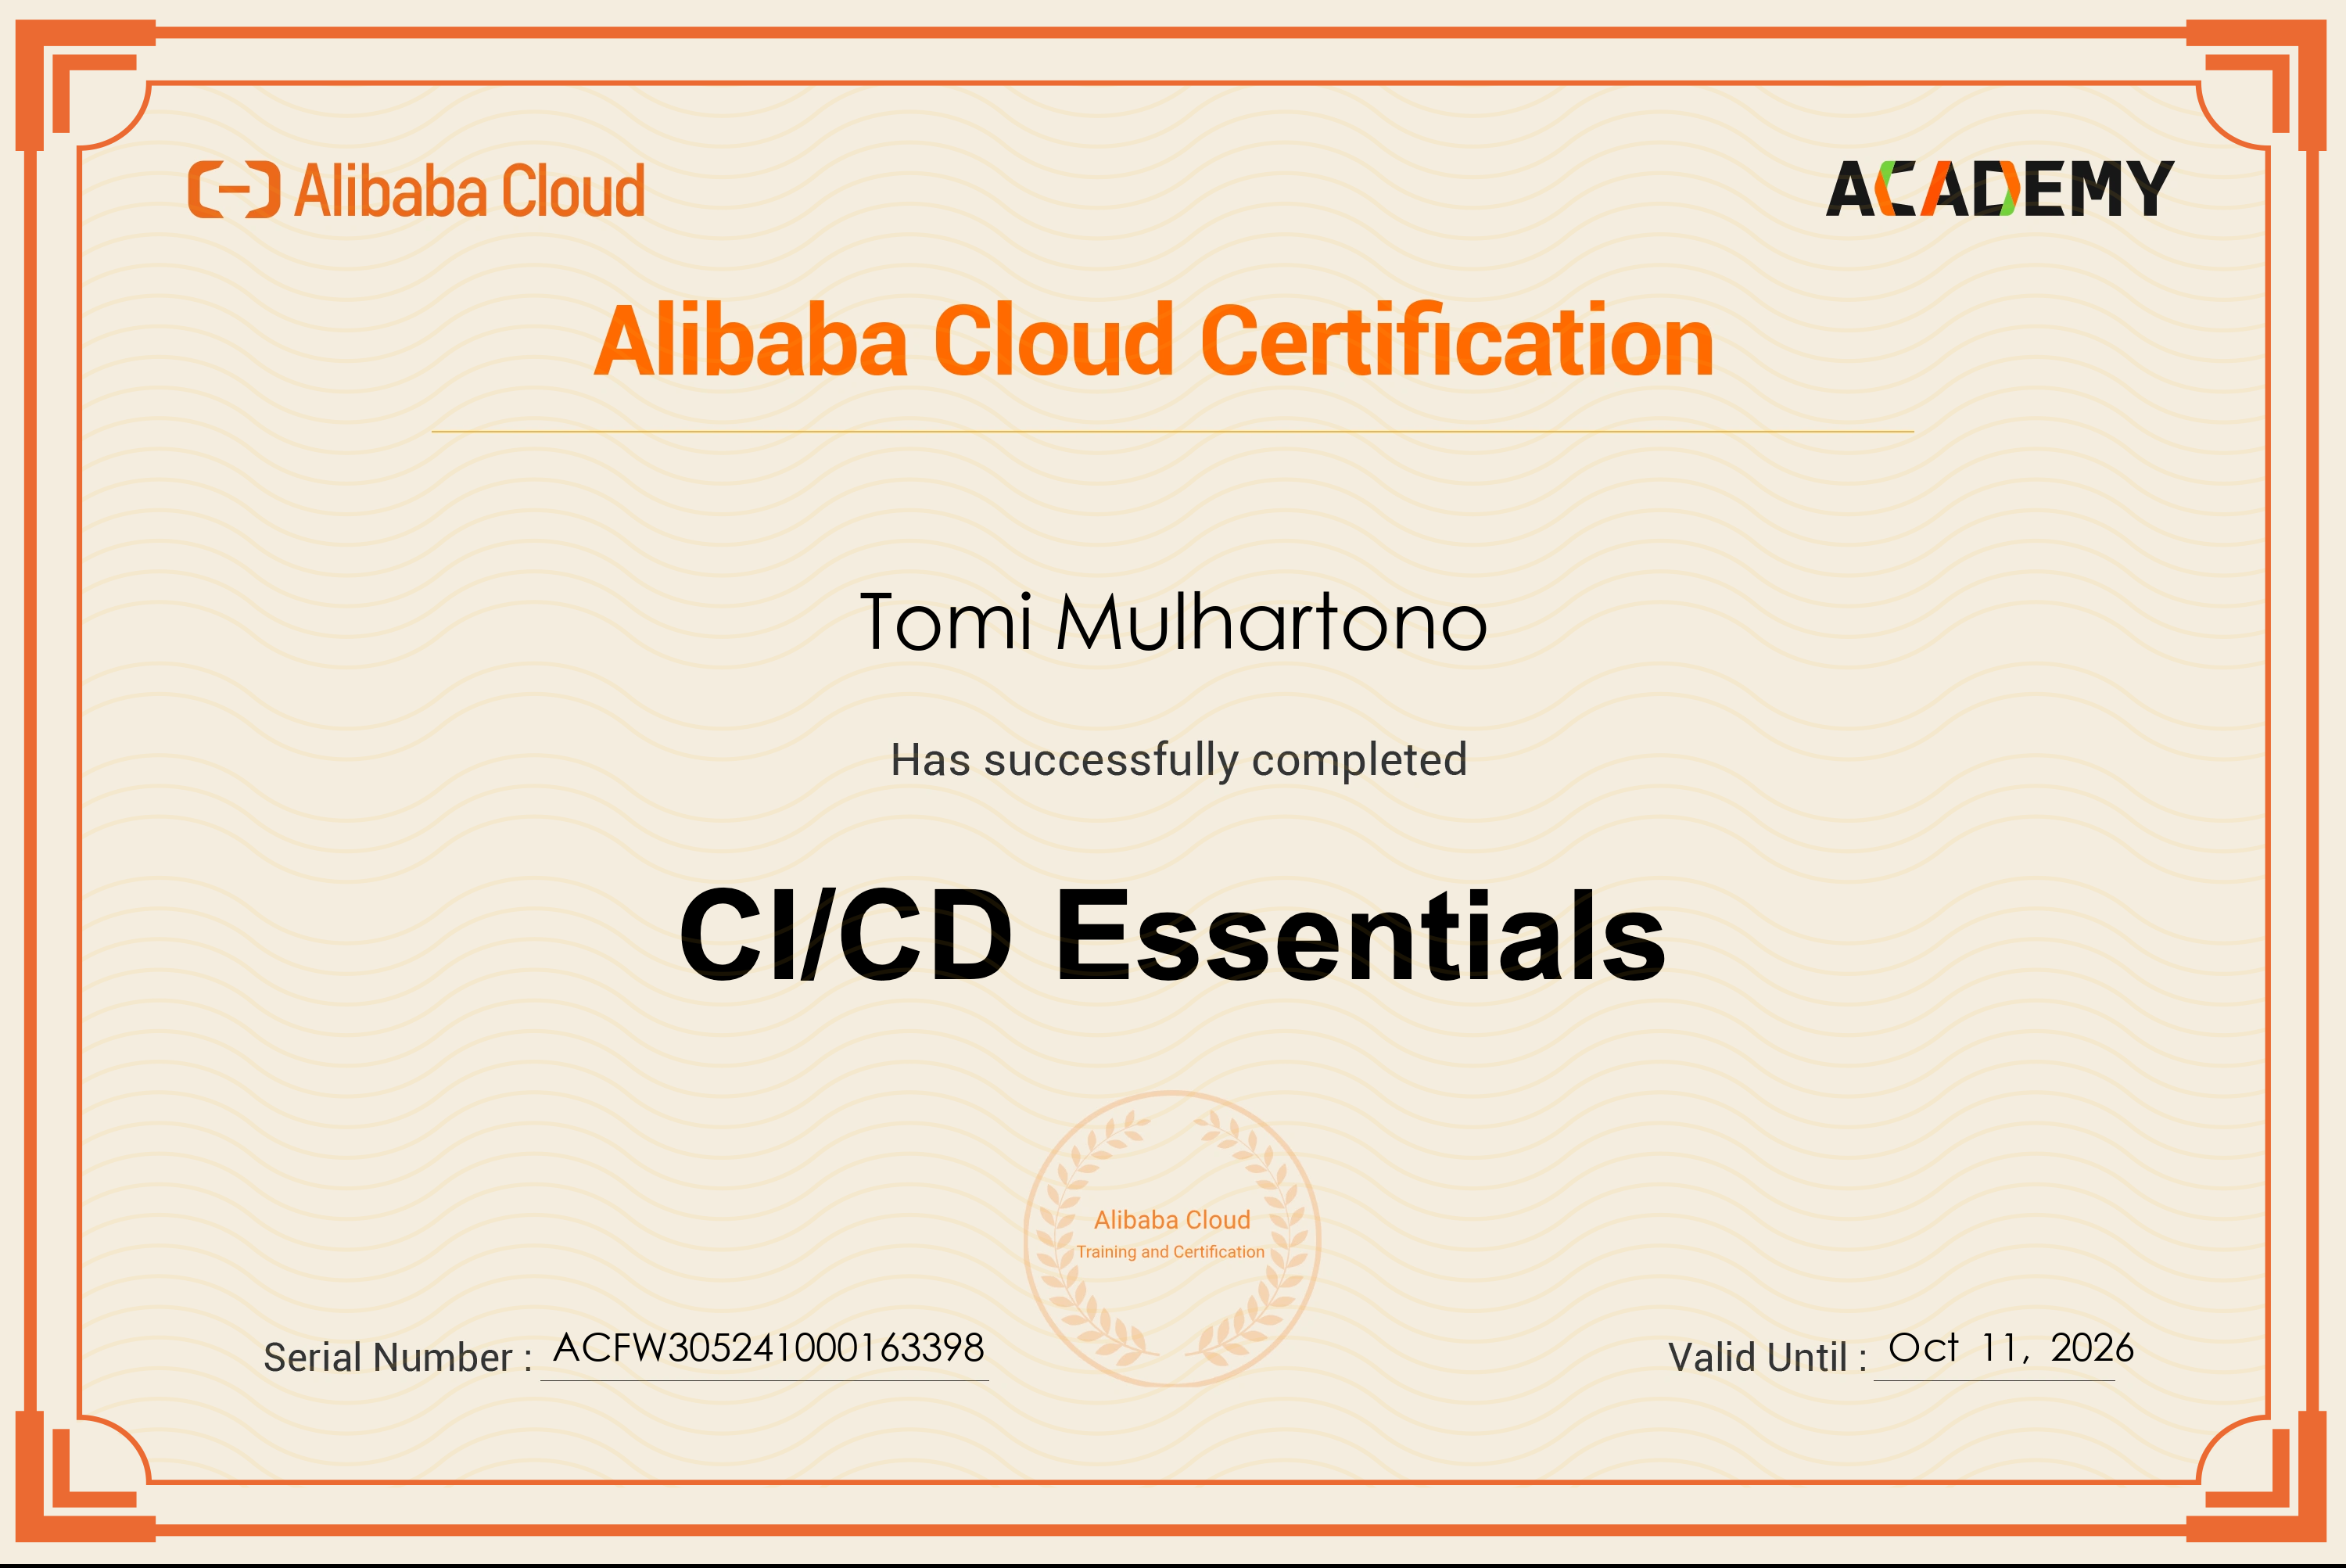 Alibaba Cloud
ACADEMY
Alibaba Cloud Certification
Tomi Mulhartono
Has successfully completed
CI/CD Essentials
Alibaba Cloud
Training and Certification
Serial Number : ACFW305241000163398
Valid Until : Oct 11, 2026